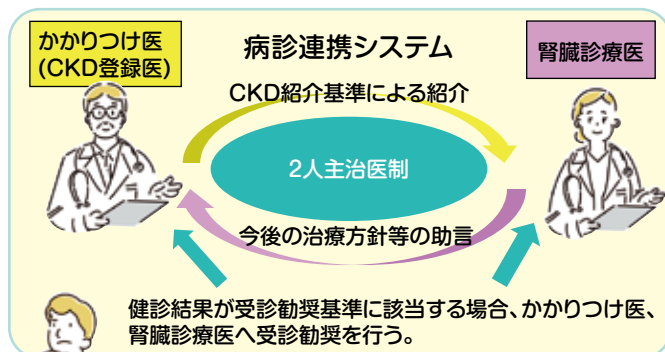 かかりつけ医
(CKD登録医)
病診連携システム
腎臓診療医
CKD紹介基準による紹介
2人主治医制
今後の治療方針等の助言
健診結果が受診勧奨基準に該当する場合、かかりつけ医、
腎臓診療医へ受診勧奨を行う。